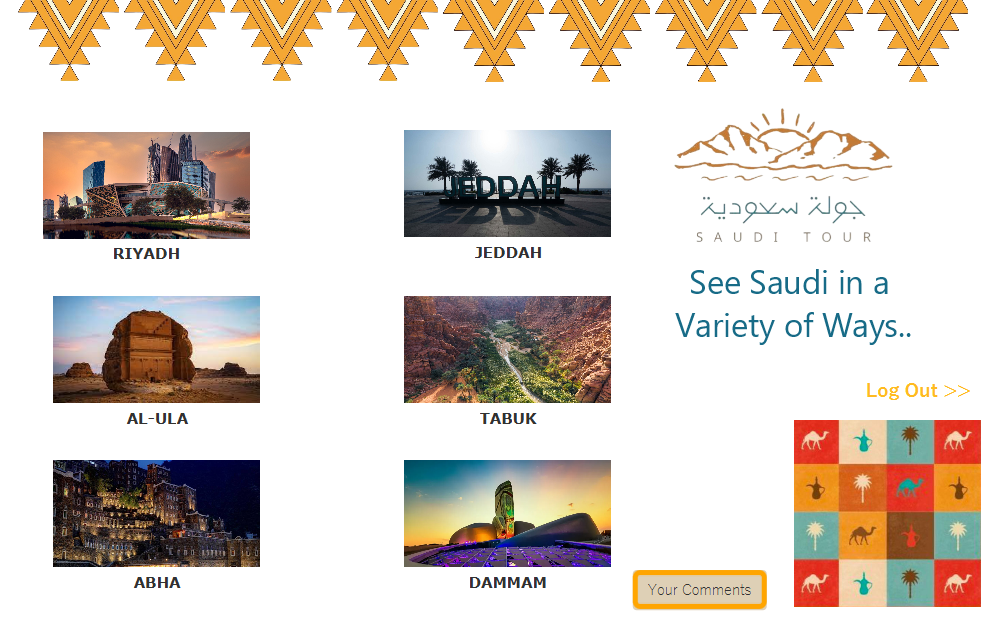 RIYADH
JEDDAH
JEDDAH
AL-ULA
TABUK
ABHA
DAMMAM
جولة سعودية
SAUDI TOUR
See Saudi in a
Variety of Ways..
Log Out >>
Your Comments